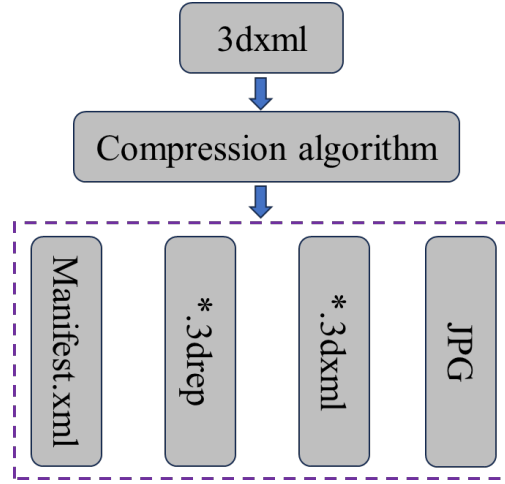 3dxml
Compression algorithm
Manifest.xml
*.3drep
*.3dxml
JPG